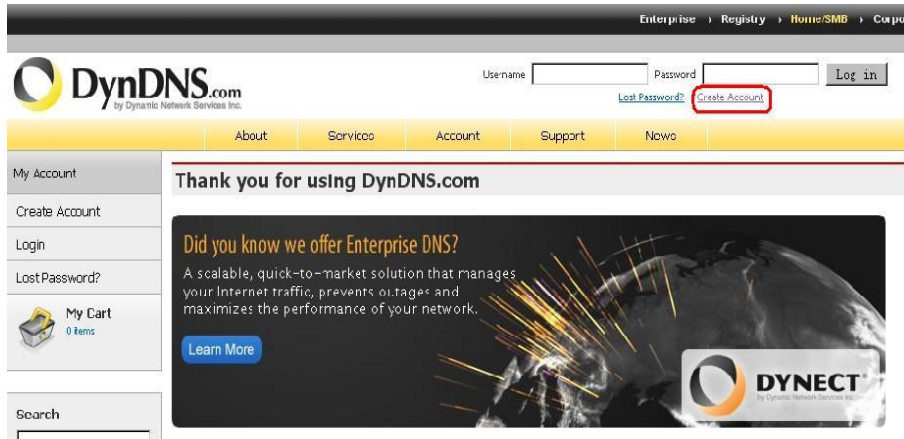 Enterprise › Registry › Home/SMB › Corpo
DynDNS.com
by Dynamic Network Services Inc.
Username
Password
Log in
Lost Password?
Create Account
About
Services
Account
Support
News
My Account
Create Account
Login
Lost Password?
My Cart
0 items
Search
Thank you for using DynDNS.com
Did you know we offer Enterprise DNS?
A scalable, quick-to-market solution that manages
your Internet traffic, prevents outages and
maximizes the performance of your network.
Learn More
DYNECT
by Dynamic Network Services Inc.